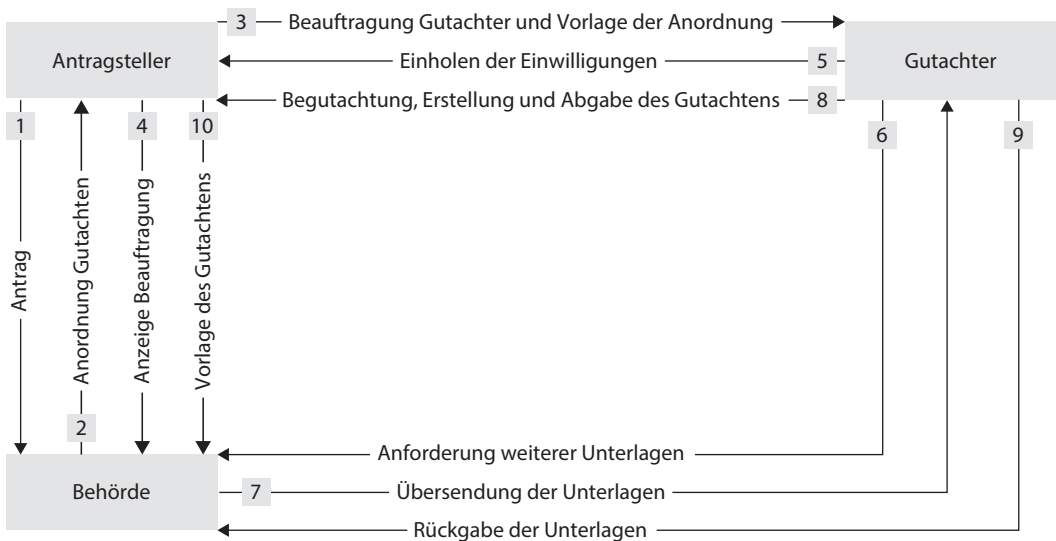 3 Beauftragung Gutachter und Vorlage der Anordnung
Antragsteller
Einholen der Einwilligungen 5
Gutachter
Begutachtung, Erstellung und Abgabe des Gutachtens 8
1
4
10
6
9
Antrag
Anordnung Gutachten
Anzeige Beauftragung
Vorlage des Gutachtens
2
Anforderung weiterer Unterlagen
Behörde
7 Übersendung der Unterlagen
Rückgabe der Unterlagen